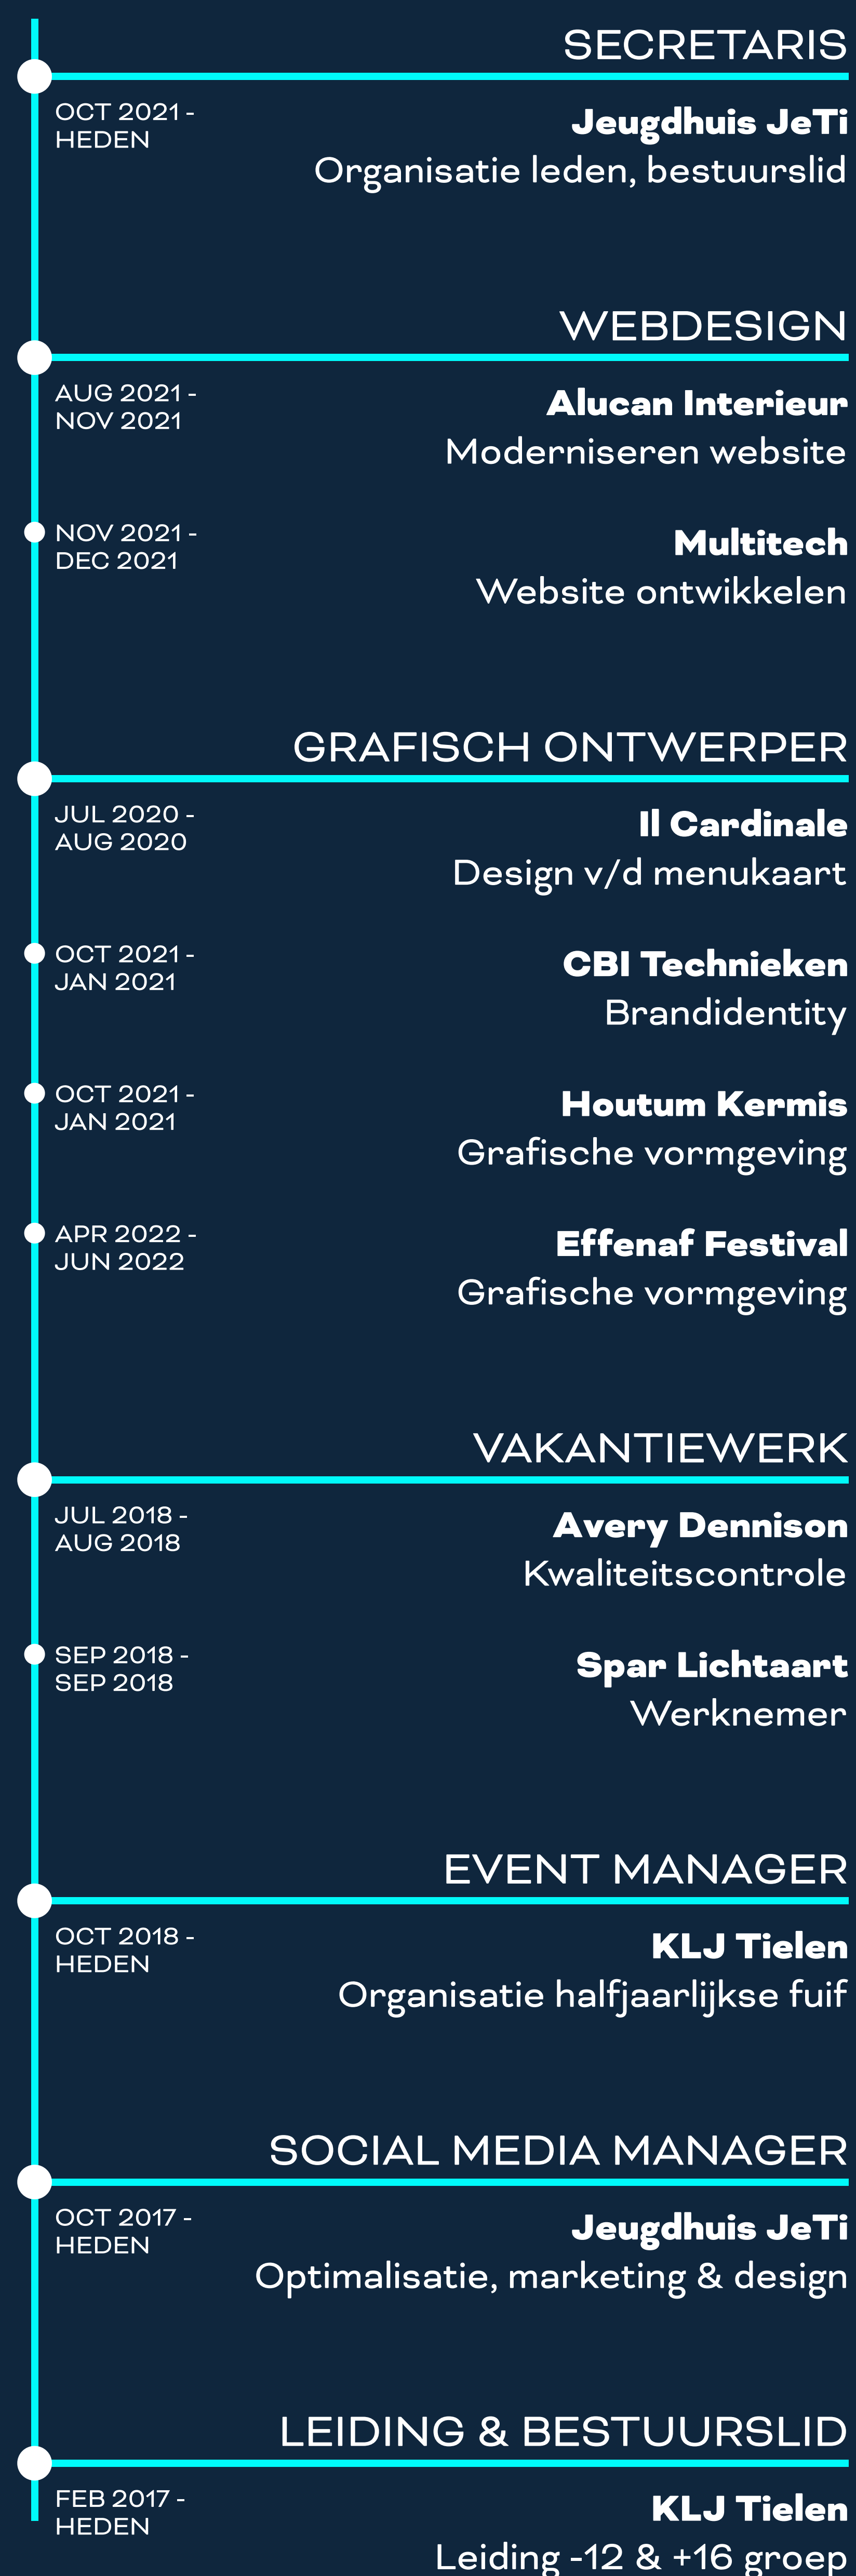 SECRETARIS
OCT 2021 -
HEDEN
Jeugdhuis JeTi
Organisatie leden, bestuurslid
WEBDESIGN
AUG 2021 -
NOV 2021
Alucan Interieur
Moderniseren website
NOV 2021 -
DEC 2021
Multitech
Website ontwikkelen
GRAFISCH ONTWERPER
JUL 2020 -
AUG 2020
Il Cardinale
Design v/d menukaart
OCT 2021 -
JAN 2021
CBI Technieken
Brandidentity
OCT 2021 -
JAN 2021
Houtum Kermis
Grafische vormgeving
APR 2022 -
JUN 2022
Effenaf Festival
Grafische vormgeving
VAKANTIEWERK
JUL 2018 -
AUG 2018
Avery Dennison
Kwaliteitscontrole
SEP 2018 -
SEP 2018
Spar Lichtaart
Werknemer
EVENT MANAGER
OCT 2018 -
HEDEN
KLJ Tielen
Organisatie halfjaarlijkse fuif
SOCIAL MEDIA MANAGER
OCT 2017 -
HEDEN
Jeugdhuis JeTi
Optimalisatie, marketing & design
LEIDING & BESTUURSLID
FEB 2017 -
HEDEN
KLJ Tielen
Leiding -12 & +16 groep